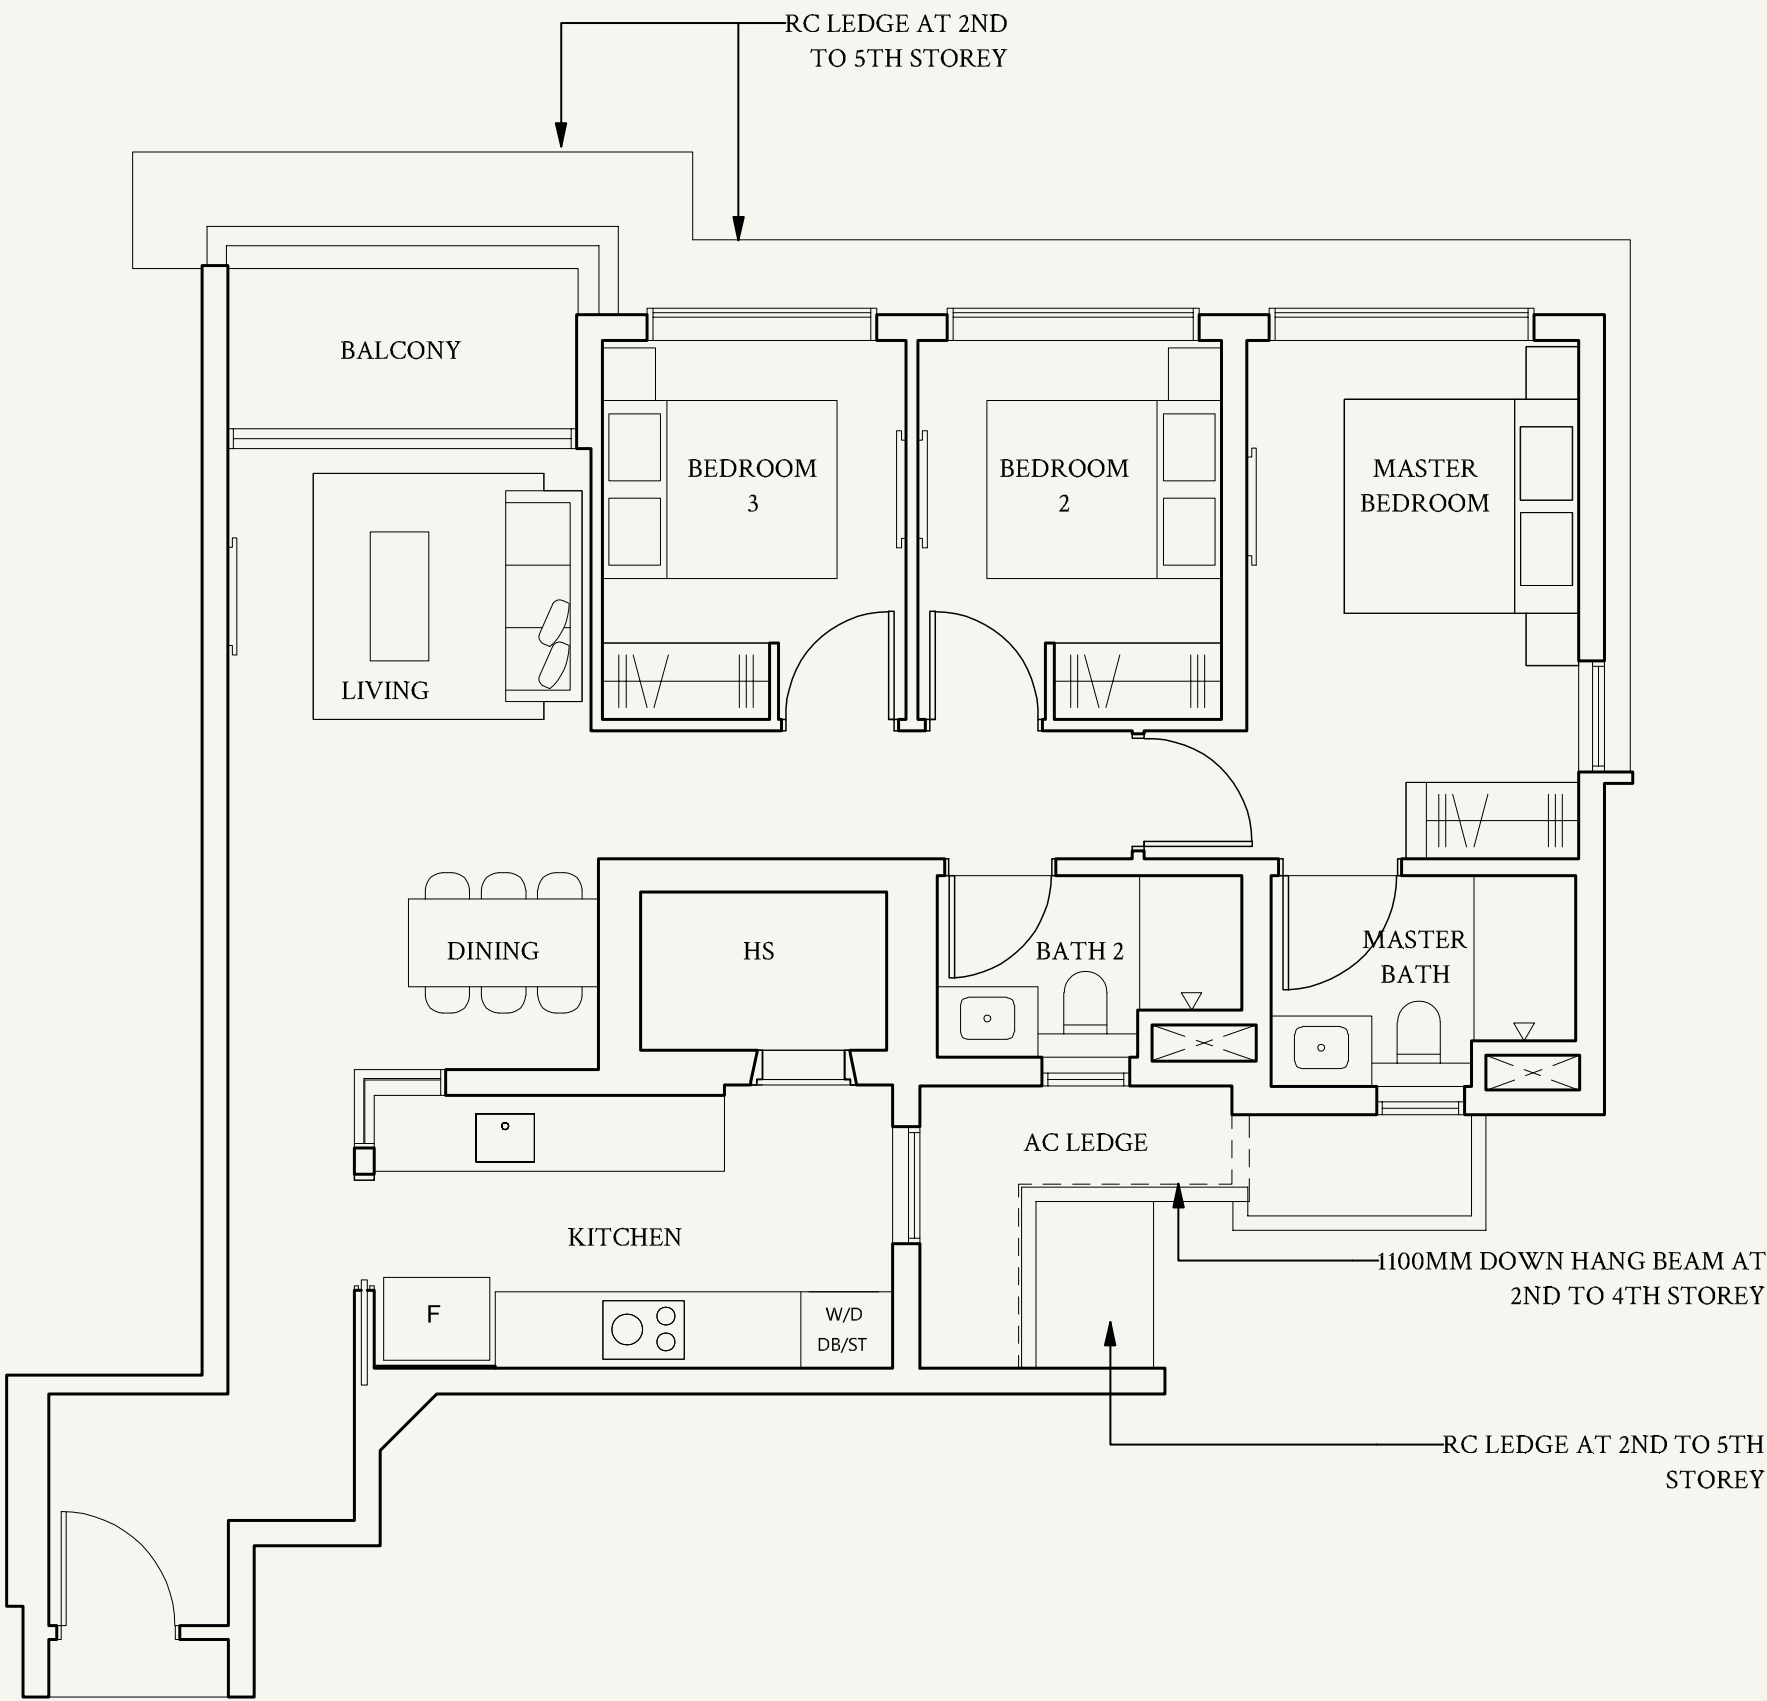 RC LEDGE AT 2ND
TO 5TH STOREY
BALCONY
BEDROOM
3
BEDROOM
2
MASTER
BEDROOM
LIVING
DINING
HS
BATH 2
MASTER
BATH
AC LEDGE
KITCHEN
1100MM DOWN HANG BEAM AT
2ND TO 4TH STOREY
F
W/D
DB/ST
RC LEDGE AT 2ND TO 5TH
STOREY